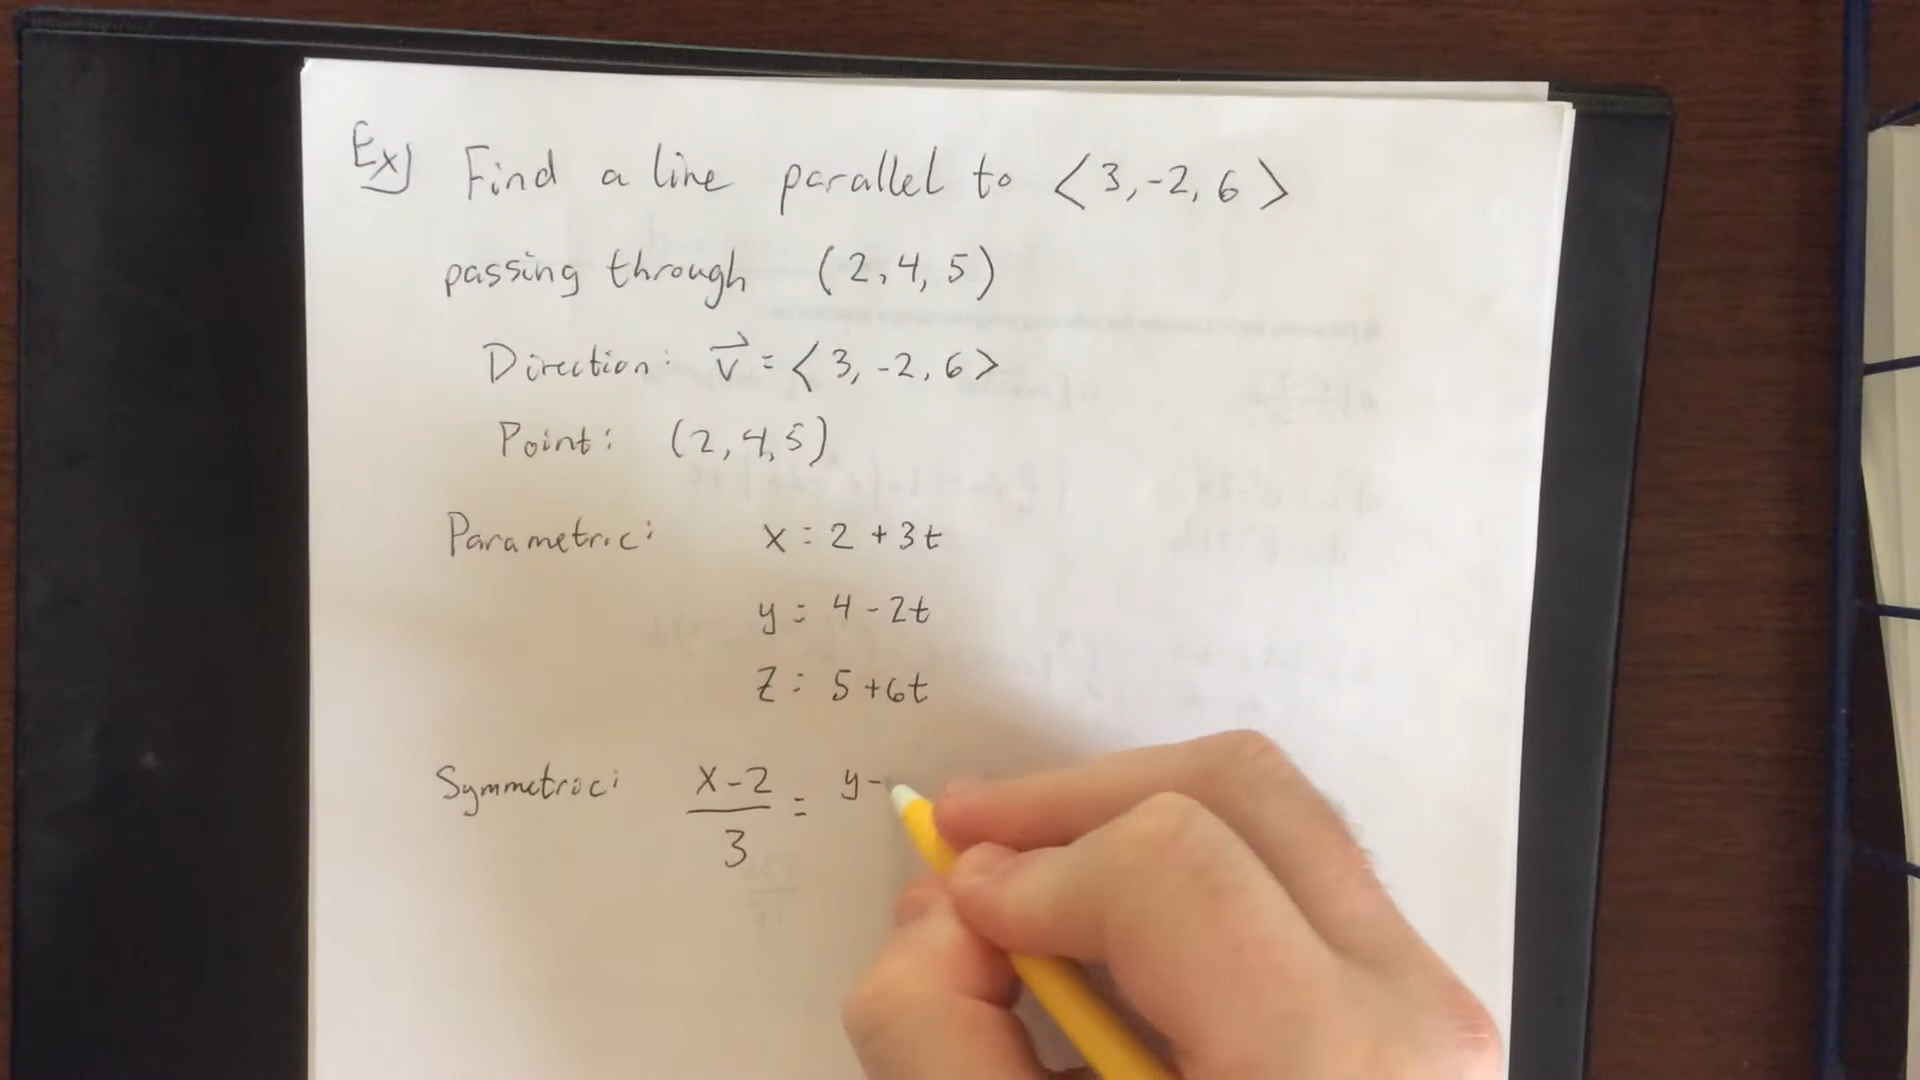 Ex) Find a line parallel to <3, -2, 6>
passing through (2, 4, 5)
Direction: v⃗ = <3, -2, 6>
Point: (2, 4, 5)
Parametric: x = 2 + 3t
y = 4 - 2t
z = 5 + 6t
Symmetric: x - 2 / 3 = y -